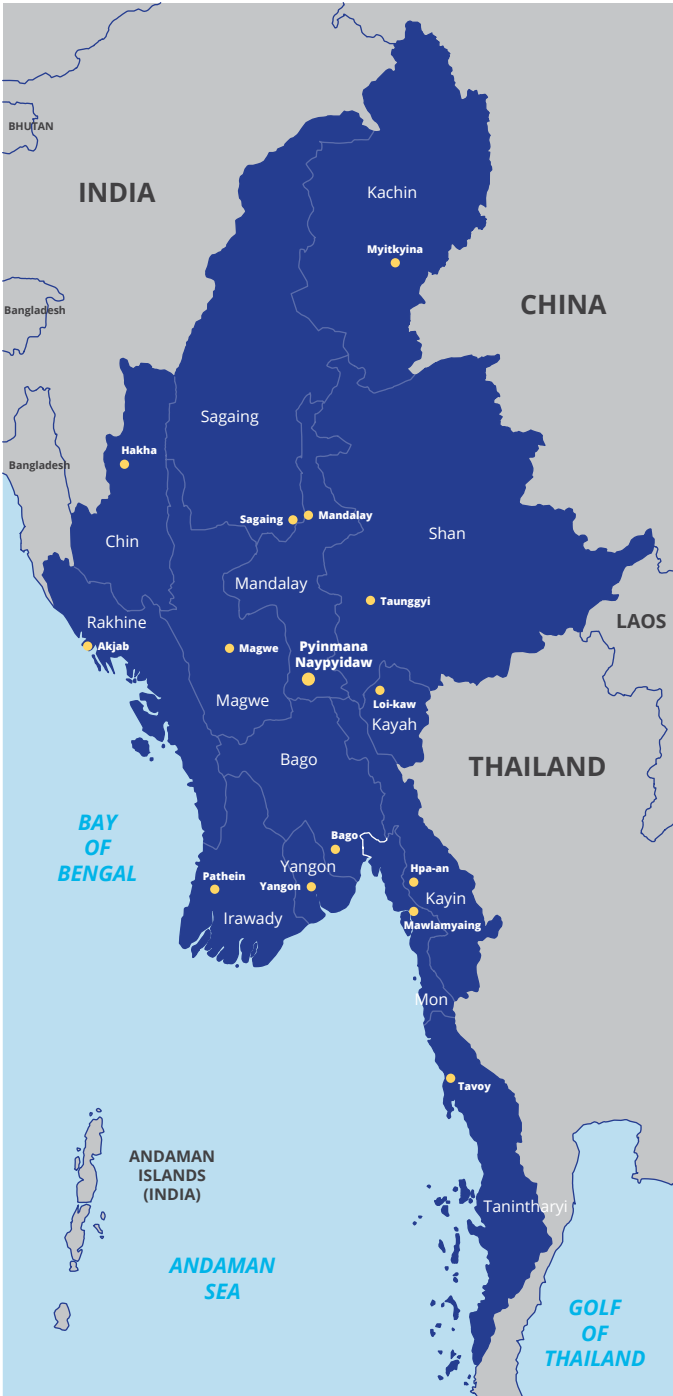 BHUTAN
INDIA
Kachin
Myitkyina
Bangladesh
CHINA
Sagaing
Hakha
Bangladesh
Sagaing
Mandalay
Chin
Shan
Mandalay
Taunggyi
Rakhine
LAOS
Akjab
Magwe
Pyinmana
Naypyidaw
Magwe
Loi-kaw
Kayah
Bago
THAILAND
BAY
OF
BENGAL
Bago
Yangon
Hpa-an
Pathein
Yangon
Kayin
Irawady
Mawlamyaing
Mon
Tavoy
ANDAMAN
ISLANDS
(INDIA)
Tanintharyi
ANDAMAN
SEA
GOLF
OF
THAILAND